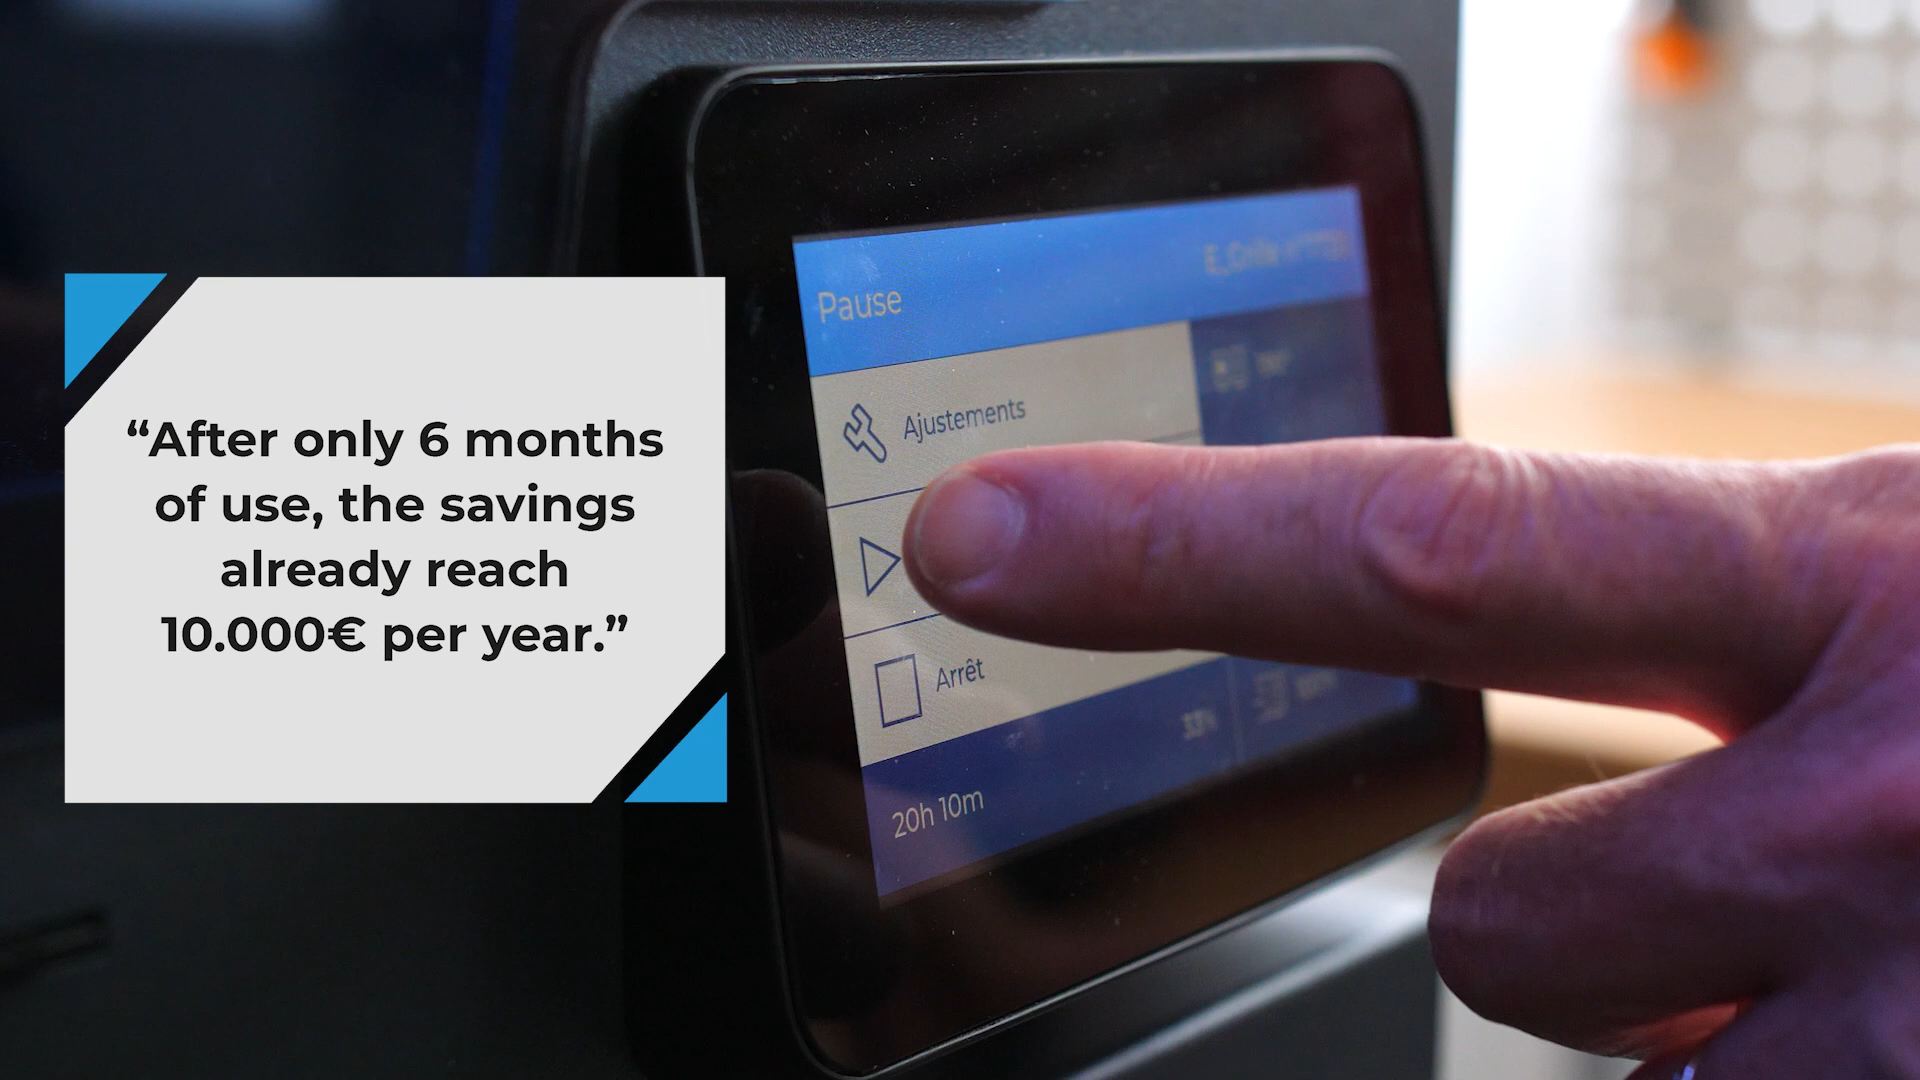 “After only 6 months
of use, the savings
already reach
10.000€ per year.”
Pause
Ajustements
Arrêt
20h 10m